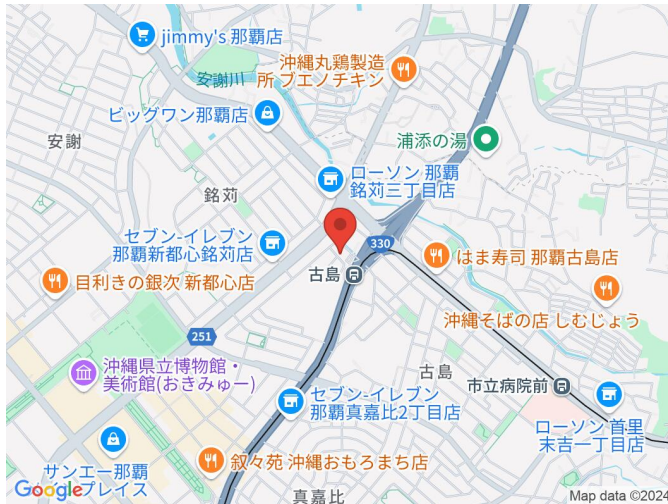 jimmy's 那覇店
沖縄丸鶏製造
所 ブエノチキン
安謝川
ビッグワン那覇店
安謝
浦添の湯
ローソン 那覇
銘苅三丁目店
銘苅
セブン-イレブン
那覇新都心銘苅店
330
はま寿司 那覇古島店
目利きの銀次 新都心店
古島
沖縄そばの店 しむじょう
251
沖縄県立博物館・
美術館(おきみゅー)
古島
市立病院前
セブン-イレブン
那覇真嘉比2丁目店
ローソン 首里
末吉一丁目店
サンエー那覇
プレイス
叙々苑 沖縄おもろまち店
真嘉比
Google
Map data ©2024